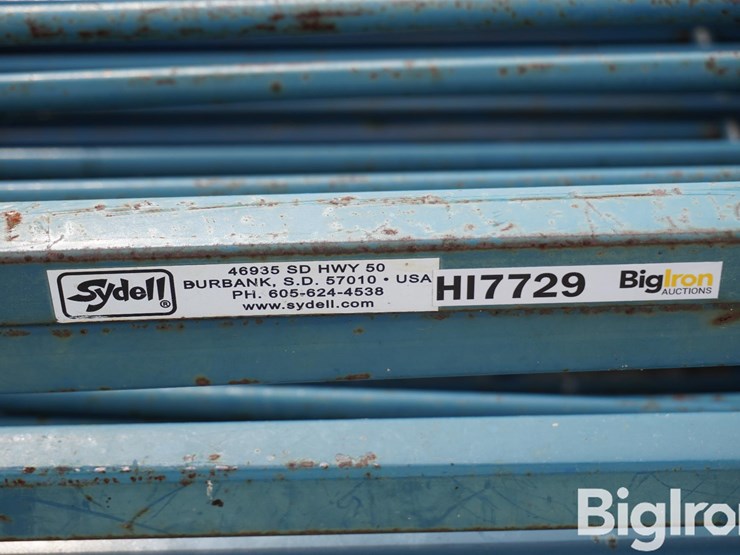 Sydell®
46935 SD HWY 50
BURBANK, S.D. 57010 • USA
PH. 605-624-4538
www.sydell.com
HI7729
BigIron
AUCTIONS
BigIron